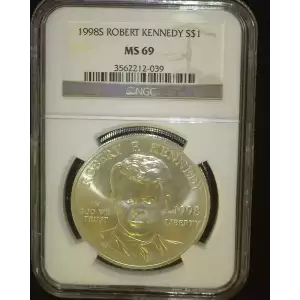 1998S ROBERT KENNEDY S$1
MS 69
3562212-039
NGC
ROBERT F. KENNEDY
IN
GOD WE
TRUST
1998
LIBERTY